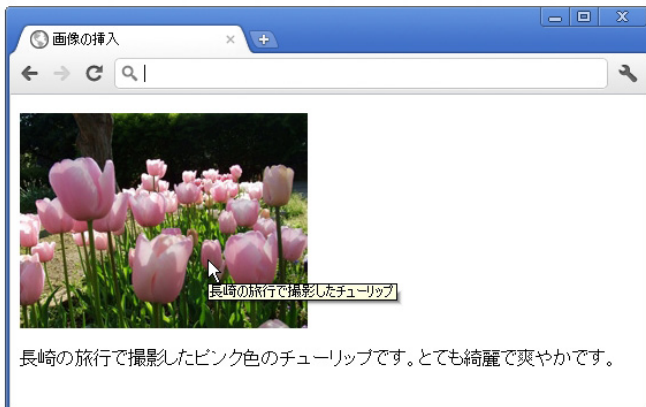 画像の挿入
長崎の旅行で撮影したチューリップ
長崎の旅行で撮影したピンク色のチューリップです。とても綺麗で爽やかです。